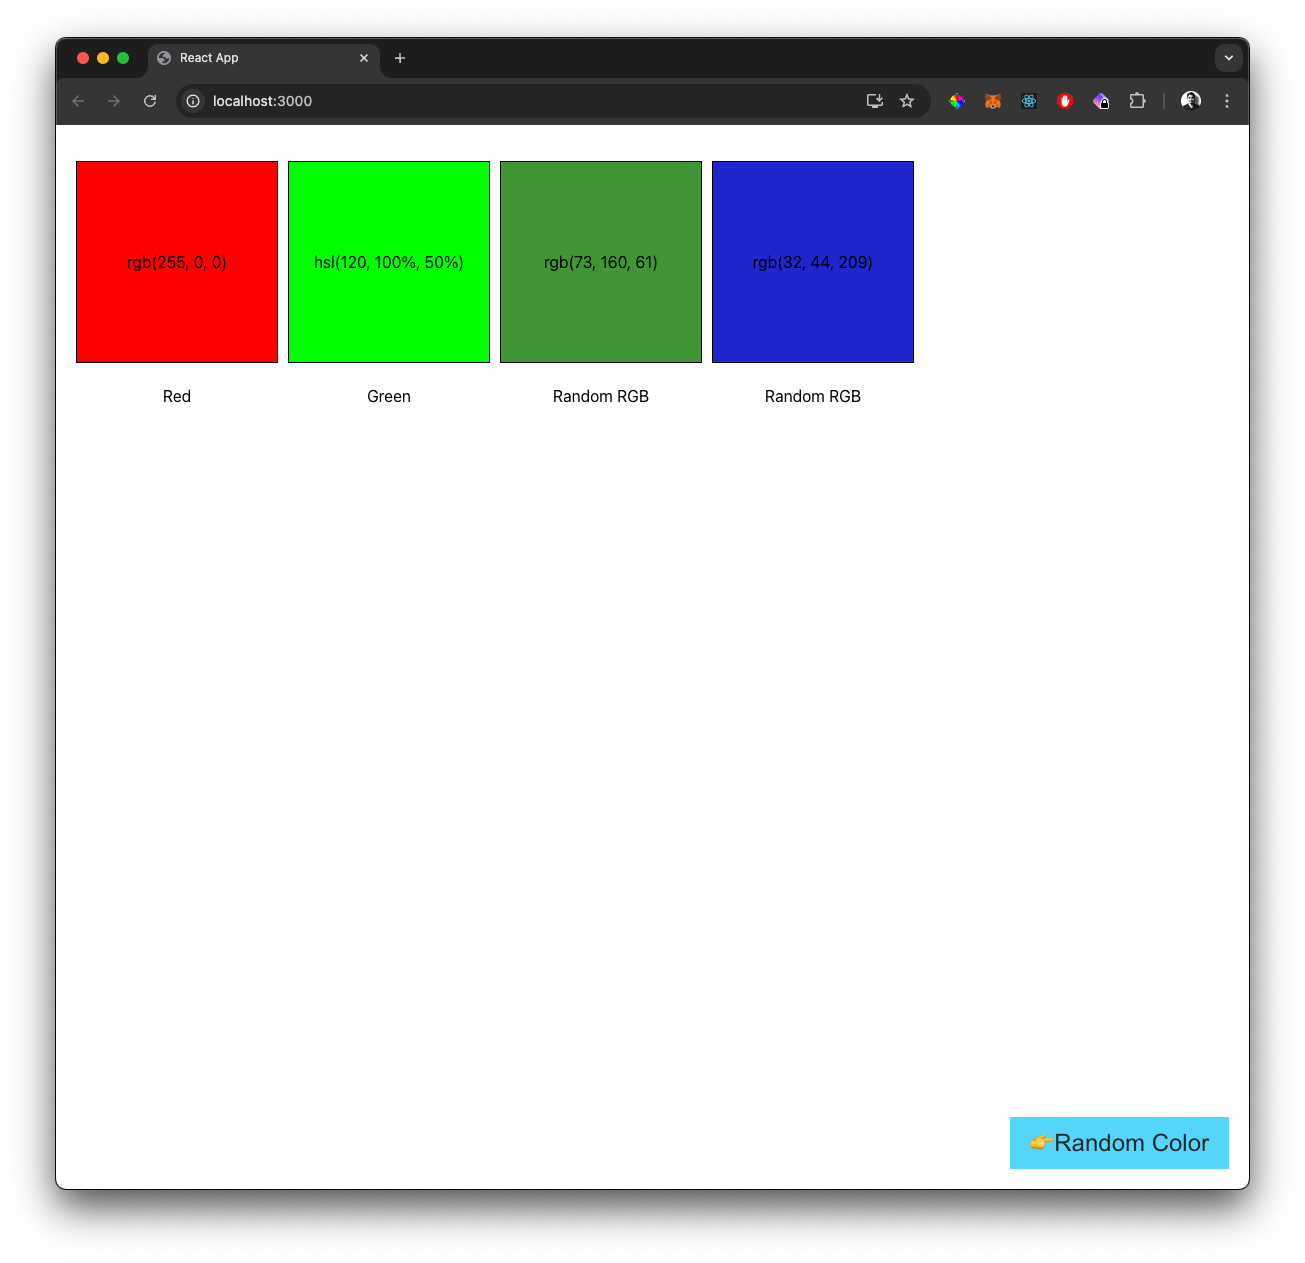 React App
localhost:3000
rgb(255, 0, 0)
hsl(120, 100%, 50%)
rgb(73, 160, 61)
rgb(32, 44, 209)
Red
Green
Random RGB
Random RGB
👉Random Color